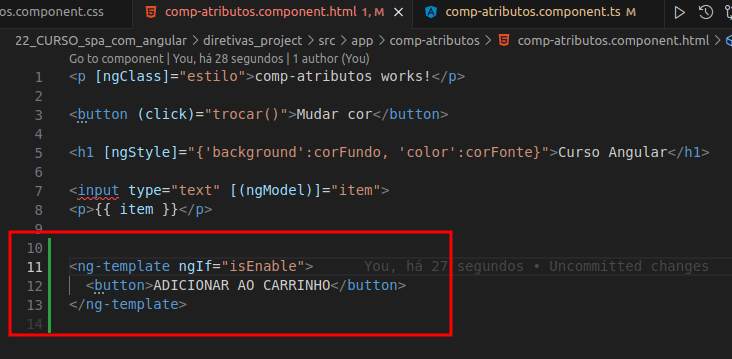 os.component.css
comp-atributos.component.html 1, M
comp-atributos.component.ts M
22_CURSO_spa_com_angular > diretivas_project > src > app > comp-atributos > comp-atributos.component.html >
Go to component | You, há 28 segundos | 1 author (You)
1 <p [ngClass]="estilo">comp-atributos works!</p>
2
3 <button (click)="trocar()">Mudar cor</button>
4
5 <h1 [ngStyle]="{'background':corFundo, 'color':corFonte}">Curso Angular</h1>
6
7 <input type="text" [(ngModel)]="item">
8 <p>{{ item }}</p>
9
10
11 <ng-template ngIf="isEnable"> You, há 27 segundos • Uncommitted changes
12 <button>ADICIONAR AO CARRINHO</button>
13 </ng-template>
14